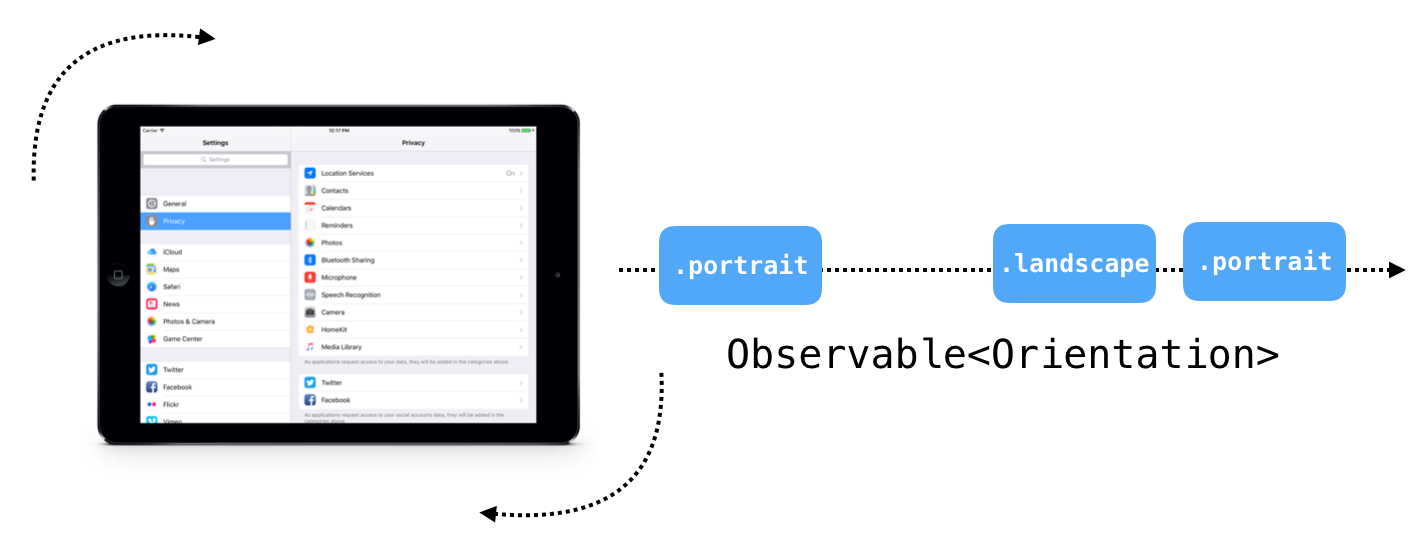 Carrier 12:17 PM 100%
Settings Privacy
Settings
General
Privacy
iCloud
Maps
Safari
News
Photos & Camera
Game Center
Twitter
Facebook
Flickr
Vimeo
Location Services On
Contacts
Calendars
Reminders
Photos
Bluetooth Sharing
Microphone
Speech Recognition
Camera
HomeKit
Media Library
As applications request access to your data, they will be added in the categories above.
Twitter
Facebook
As applications request access to your social accounts data, they will be added in the
categories above.
.portrait .landscape .portrait
Observable<Orientation>